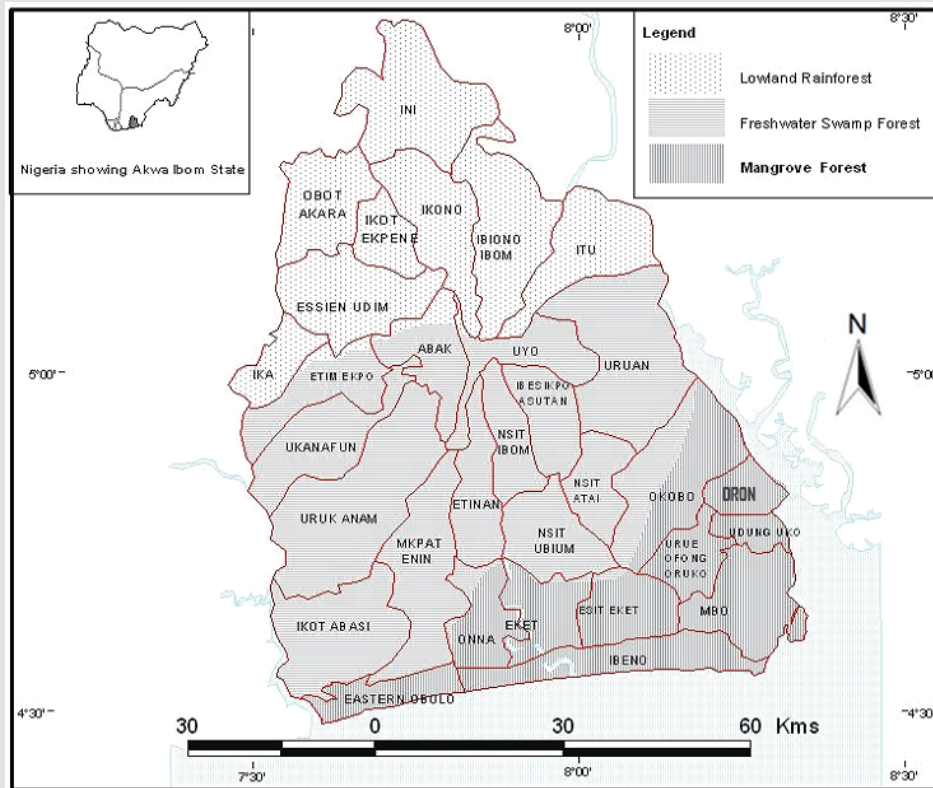 8°00'
8°30'
Legend
Lowland Rainforest
Freshwater Swamp Forest
Mangrove Forest
Nigeria showing Akwa Ibom State
INI
OBOT
AKARA
IKOT
EKPENE
IKONO
IBIONO
IBOM
ITU
ESSIEN UDIM
ABAK
UYO
URUAN
N
5°00'
5°00'
IKA
ETIM EKPO
IBESIKPO
ASUTAN
UKANAFUN
NSIT
IBOM
NSIT
ATAI
OKOBO
ORON
URUK ANAM
ETINAN
UDUNG UKO
MKPAT
ENIN
NSIT
UBIUM
URUE
OFONG
ORUKO
IKOT ABASI
ONNA
EKET
ESIT EKET
MBO
IBENO
EASTERN OBOLO
4°30'
4°30'
30 0 30 60 Kms
7°30'
8°00'
8°30'